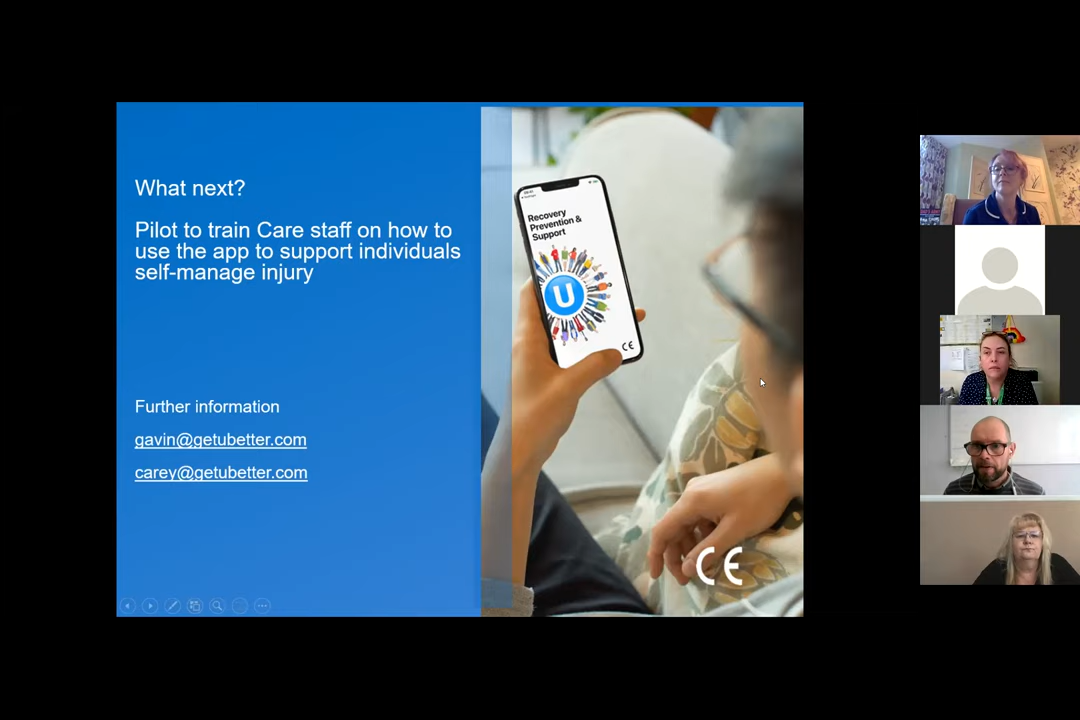 What next?
Pilot to train Care staff on how to
use the app to support individuals
self-manage injury
Further information
gavin@getubetter.com
carey@getubetter.com
Recovery
Prevention &
Support
U
CE
CE